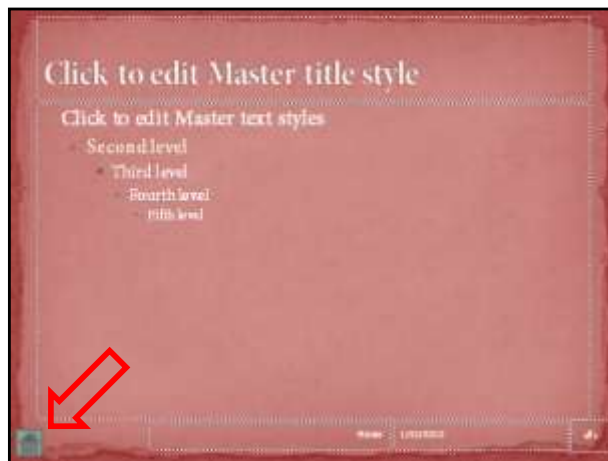 Click to edit Master title style
Click to edit Master text styles
Second level
Third level
Fourth level
Fifth level